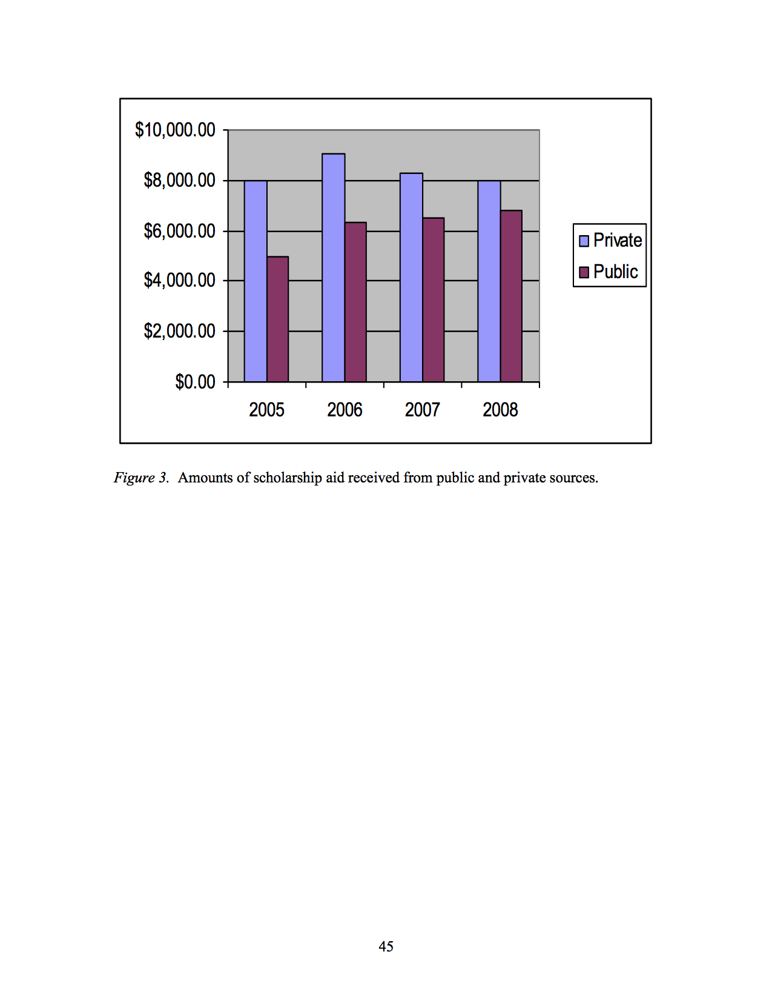 $10,000.00
$8,000.00
$6,000.00
$4,000.00
$2,000.00
$0.00
2005 2006 2007 2008
Private
Public
Figure 3. Amounts of scholarship aid received from public and private sources.
45